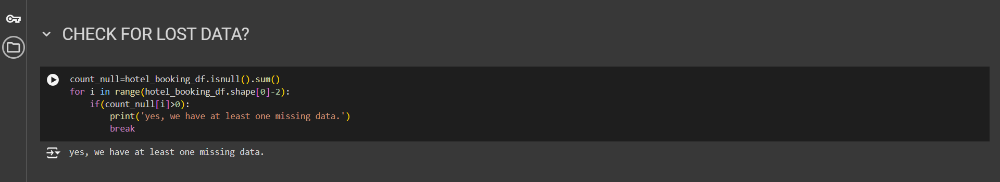 CHECK FOR LOST DATA?
count_null=hotel_booking_df.isnull().sum()
for i in range(hotel_booking_df.shape[0]-2):
    if(count_null[i]>0):
        print('yes, we have at least one missing data.')
        break
yes, we have at least one missing data.